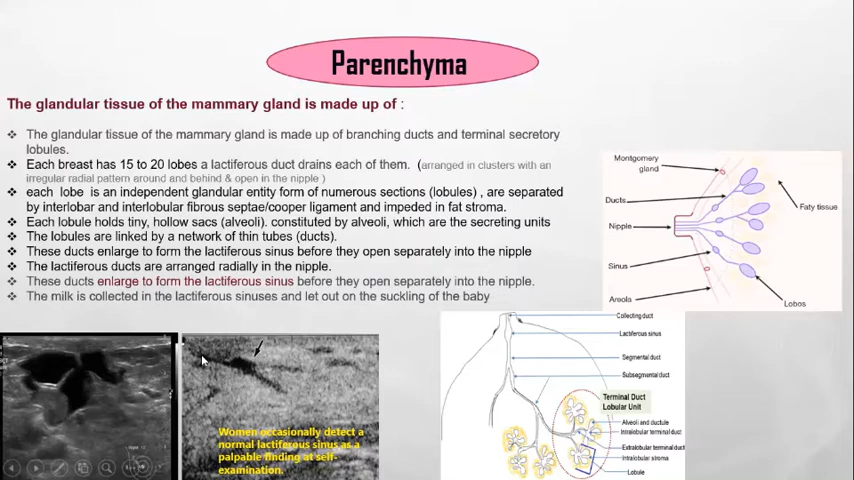 Parenchyma
The glandular tissue of the mammary gland is made up of :
❖ The glandular tissue of the mammary gland is made up of branching ducts and terminal secretory
lobules.
❖ Each breast has 15 to 20 lobes a lactiferous duct drains each of them. (arranged in clusters with an
irregular radial pattern around and behind & open in the nipple )
❖ each lobe is an independent glandular entity form of numerous sections (lobules) , are separated
by interlobar and interlobular fibrous septae/cooper ligament and impeded in fat stroma.
❖ Each lobule holds tiny, hollow sacs (alveoli). constituted by alveoli, which are the secreting units
❖ The lobules are linked by a network of thin tubes (ducts).
❖ These ducts enlarge to form the lactiferous sinus before they open separately into the nipple
❖ The lactiferous ducts are arranged radially in the nipple.
❖ These ducts enlarge to form the lactiferous sinus before they open separately into the nipple.
❖ The milk is collected in the lactiferous sinuses and let out on the suckling of the baby
Montgomery
gland
Ducts
Nipple
Sinus
Areola
Faty tissue
Lobos
Women occasionally detect a
normal lactiferous sinus as a
palpable finding at self-
examination.
Collecting duct
Lactiferous sinus
Segmental duct
Subsegmental duct
Terminal Duct
Lobular Unit
Alveoli and ductule
Intralobular terminal duct
Extralobular terminal duct
Intralobular stroma
Lobule